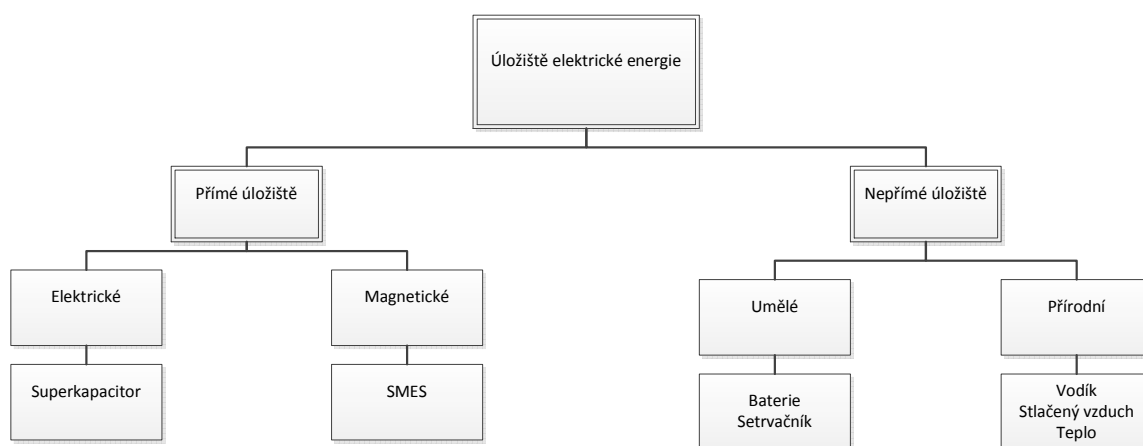 Úložiště elektrické energie
Přímé úložiště
Nepřímé úložiště
Elektrické
Magnetické
Umělé
Přírodní
Superkapacitor
SMES
Baterie
Setrvačník
Vodík
Stlačený vzduch
Teplo